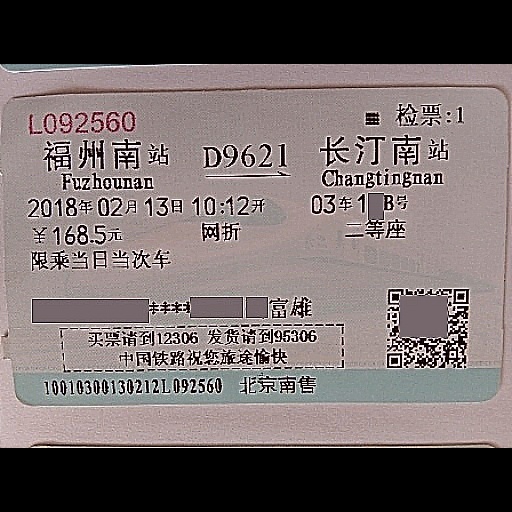 L092560 检票:1
福州南站 D9621 长汀南站
Fuzhounan Changtingnan
2018年02月13日 10:12开 03车1 B号
￥168.5元 网折 二等座
限乘当日当次车
**** 富雄
买票请到12306 发货请到95306
中国铁路祝您旅途愉快
10010300130212L092560 北京南售